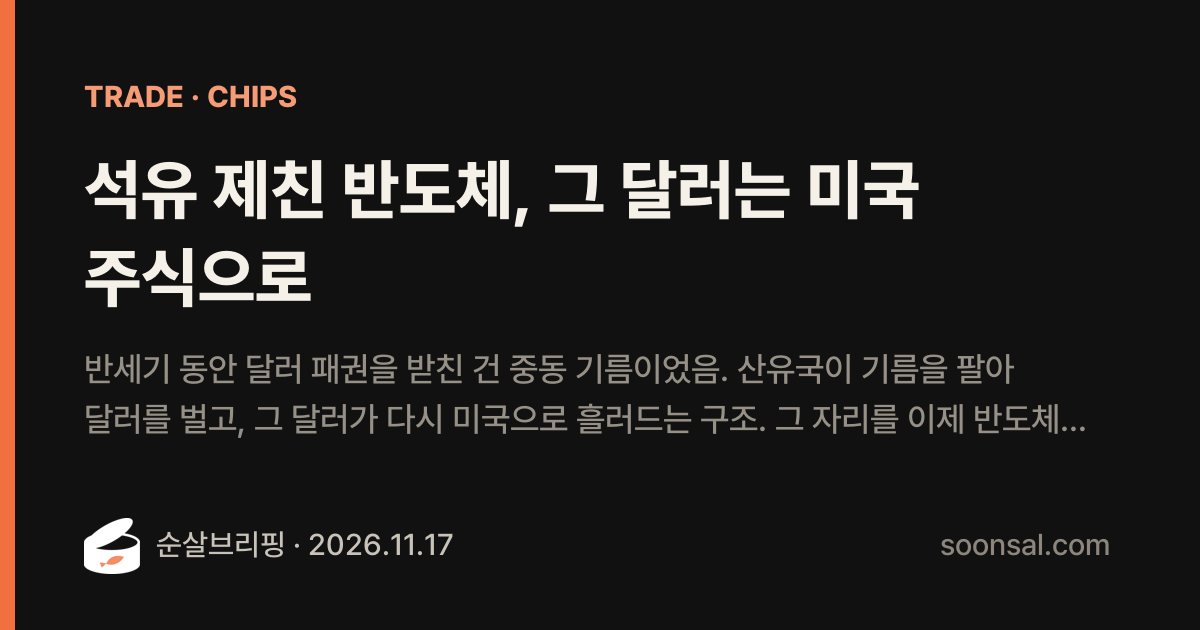 TRADE · CHIPS
석유 제친 반도체, 그 달러는 미국
주식으로
반세기 동안 달러 패권을 받친 건 중동 기름이었음. 산유국이 기름을 팔아
달러를 벌고, 그 달러가 다시 미국으로 흘러드는 구조. 그 자리를 이제 반도체...
순살브리핑 · 2026.11.17
soonsal.com